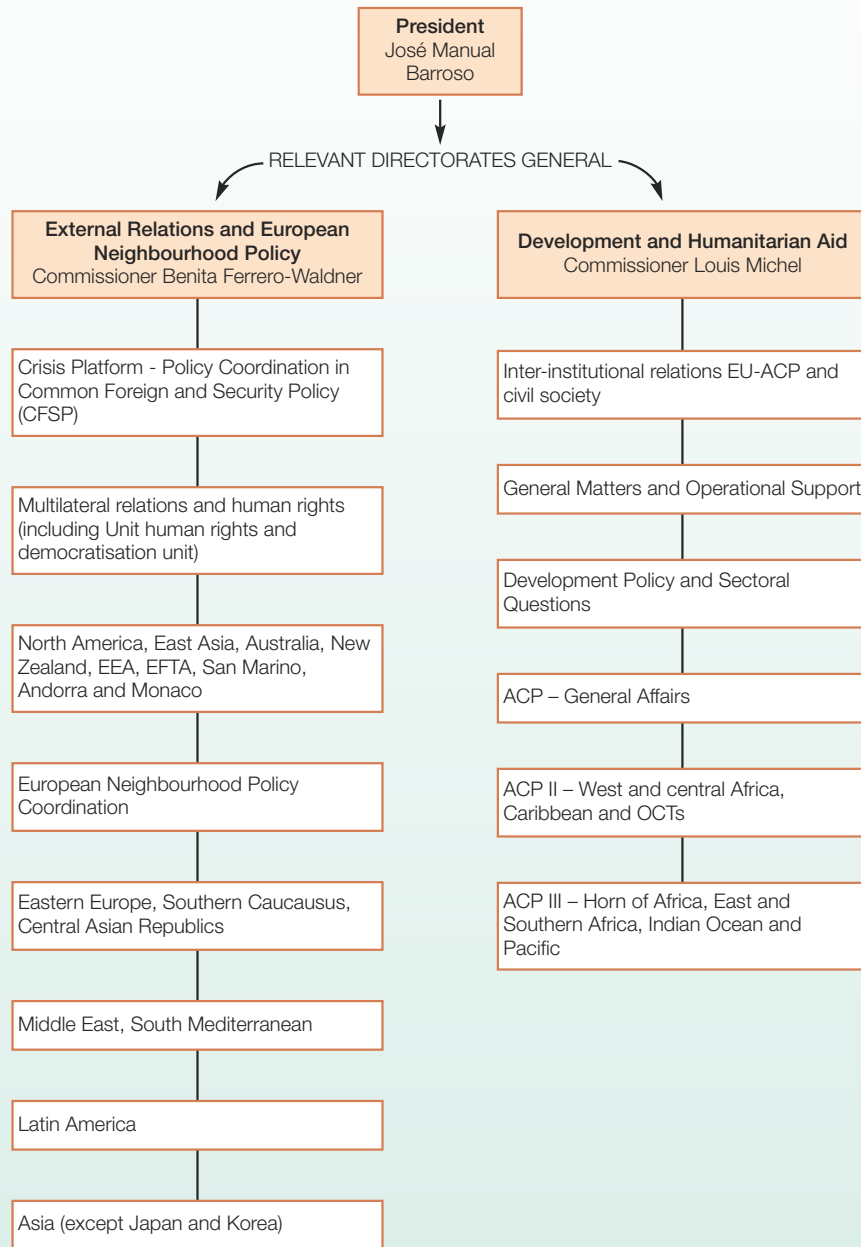 President
José Manual
Barroso
RELEVANT DIRECTORATES GENERAL
External Relations and European
Neighbourhood Policy
Commissioner Benita Ferrero-Waldner
Crisis Platform - Policy Coordination in
Common Foreign and Security Policy
(CFSP)
Multilateral relations and human rights
(including Unit human rights and
democratisation unit)
North America, East Asia, Australia, New
Zealand, EEA, EFTA, San Marino,
Andorra and Monaco
European Neighbourhood Policy
Coordination
Eastern Europe, Southern Caucausus,
Central Asian Republics
Middle East, South Mediterranean
Latin America
Asia (except Japan and Korea)
Development and Humanitarian Aid
Commissioner Louis Michel
Inter-institutional relations EU-ACP and
civil society
General Matters and Operational Support
Development Policy and Sectoral
Questions
ACP – General Affairs
ACP II – West and central Africa,
Caribbean and OCTs
ACP III – Horn of Africa, East and
Southern Africa, Indian Ocean and
Pacific